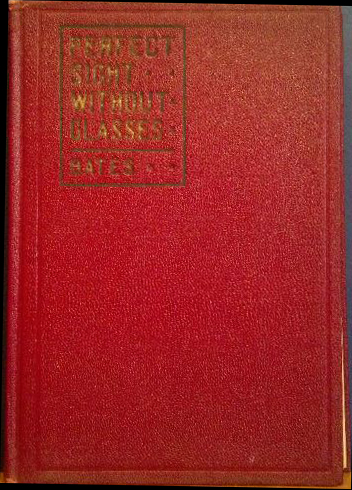 PERFECT
SIGHT
WITHOUT
GLASSES
BATES